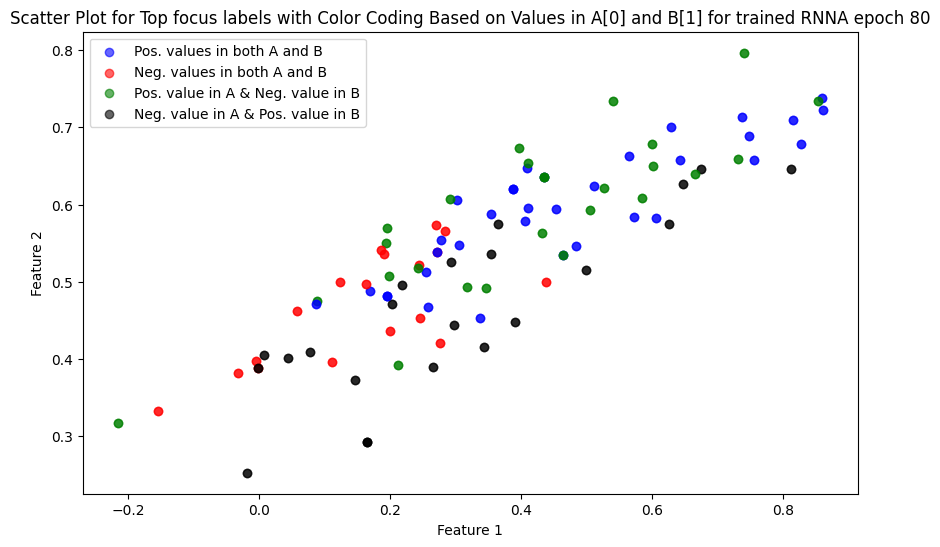 Scatter Plot for Top focus labels with Color Coding Based on Values in A[0] and B[1] for trained RNNA epoch 80
Pos. values in both A and B
Neg. values in both A and B
Pos. value in A & Neg. value in B
Neg. value in A & Pos. value in B
0.8
0.7
0.6
0.5
0.4
0.3
Feature 2
−0.2
0.0
0.2
0.4
0.6
0.8
Feature 1